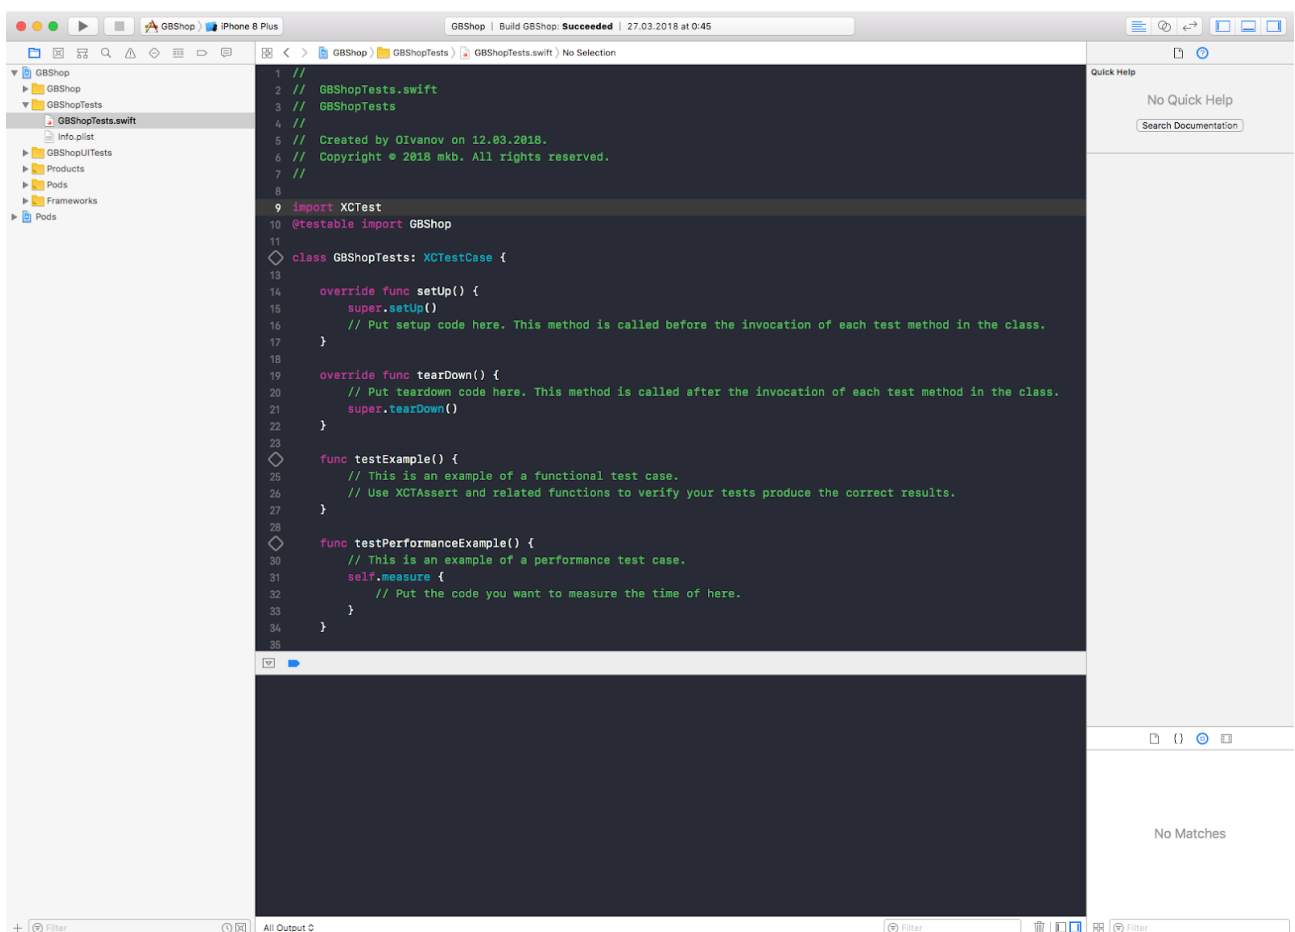 GBShop 〉 iPhone 8 Plus
GBShop | Build GBShop: Succeeded | 27.03.2018 at 0:45
GBShop 〉 GBShopTests 〉 GBShopTests.swift 〉 No Selection
GBShop
GBShop
GBShopTests
GBShopTests.swift
Info.plist
GBShopUITests
Products
Pods
Frameworks
Pods
1 //
2 //  GBShopTests.swift
3 //  GBShopTests
4 //
5 //  Created by OIvanov on 12.03.2018.
6 //  Copyright © 2018 mkb. All rights reserved.
7 //
8
9 import XCTest
10 @testable import GBShop
11
class GBShopTests: XCTestCase {
13
14     override func setUp() {
15         super.setUp()
16         // Put setup code here. This method is called before the invocation of each test method in the class.
17     }
18
19     override func tearDown() {
20         // Put teardown code here. This method is called after the invocation of each test method in the class.
21         super.tearDown()
22     }
23
    func testExample() {
25         // This is an example of a functional test case.
26         // Use XCTAssert and related functions to verify your tests produce the correct results.
27     }
28
    func testPerformanceExample() {
30         // This is an example of a performance test case.
31         self.measure {
32             // Put the code you want to measure the time of here.
33         }
34     }
35
Quick Help
No Quick Help
Search Documentation
{ }
No Matches
Filter
All Output
Filter
Filter